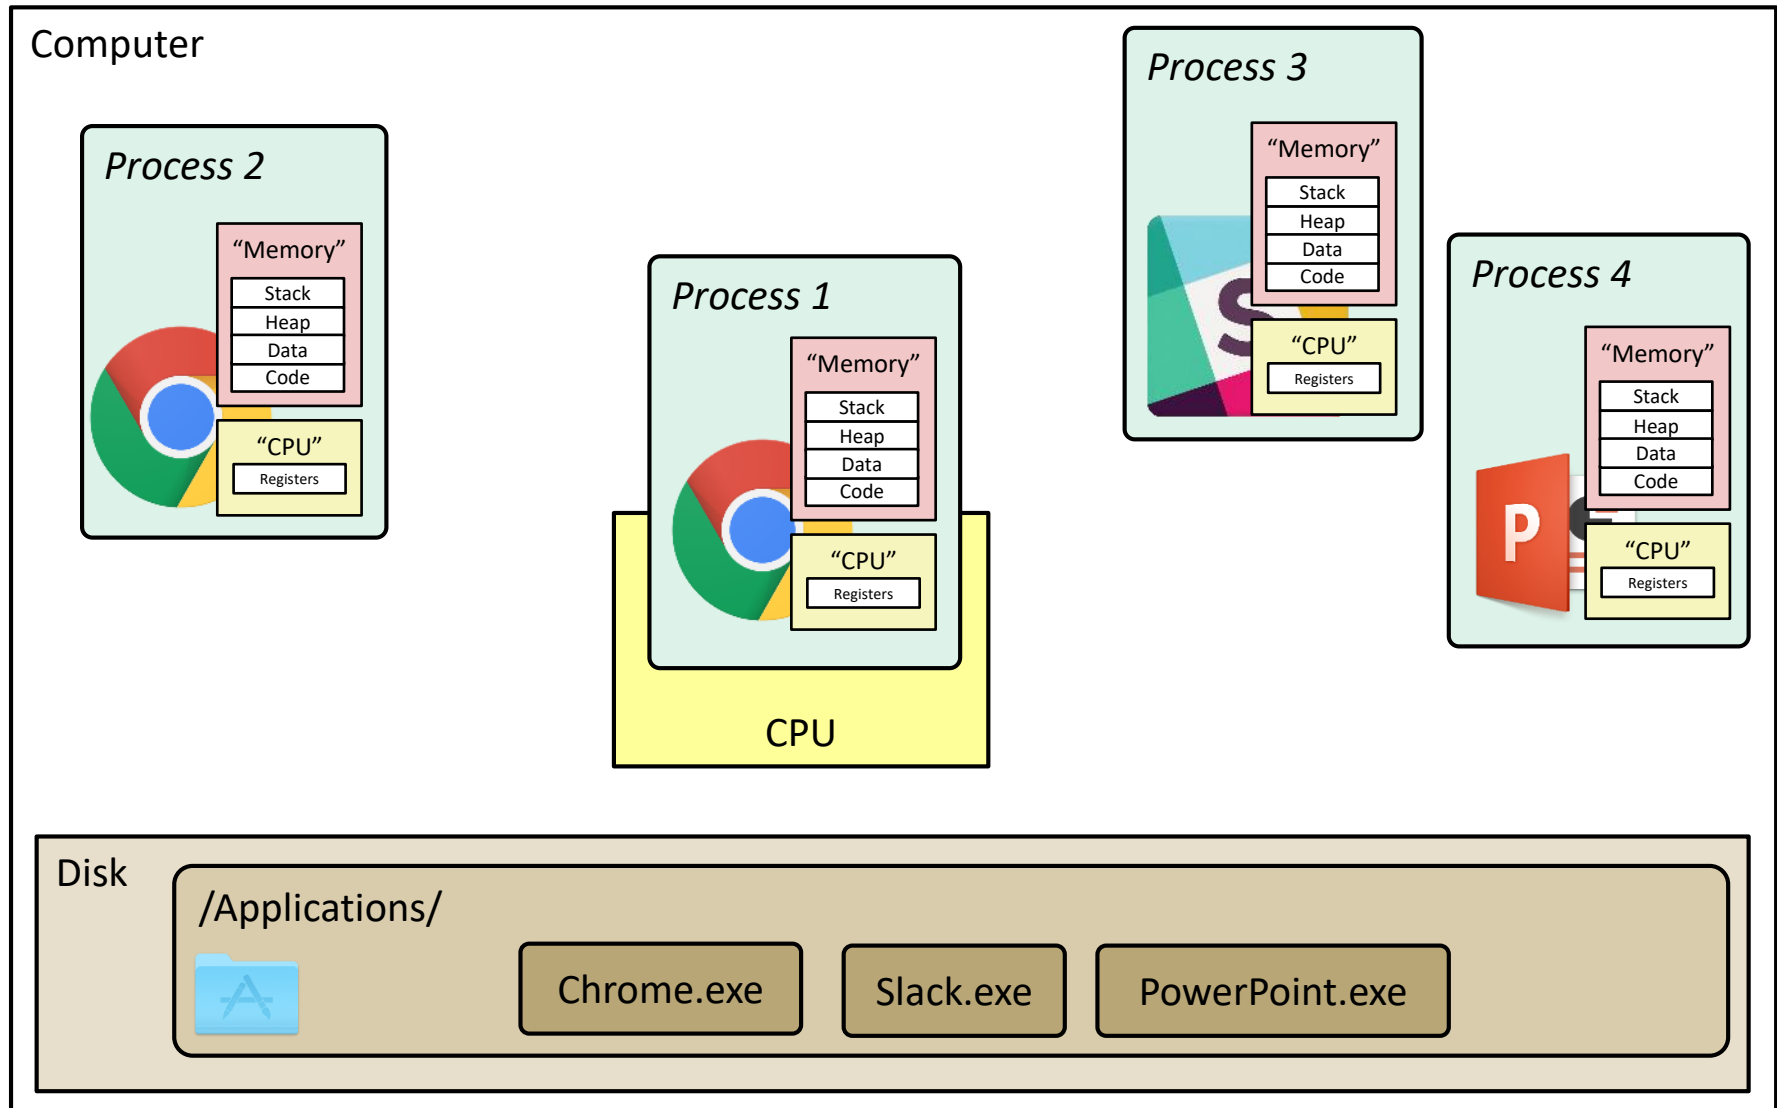 Computer
Process 2
“Memory”
Stack
Heap
Data
Code
“CPU”
Registers
Process 1
“Memory”
Stack
Heap
Data
Code
“CPU”
Registers
CPU
Process 3
“Memory”
Stack
Heap
Data
Code
“CPU”
Registers
S
Process 4
“Memory”
Stack
Heap
Data
Code
“CPU”
Registers
P
Disk
/Applications/
Chrome.exe
Slack.exe
PowerPoint.exe